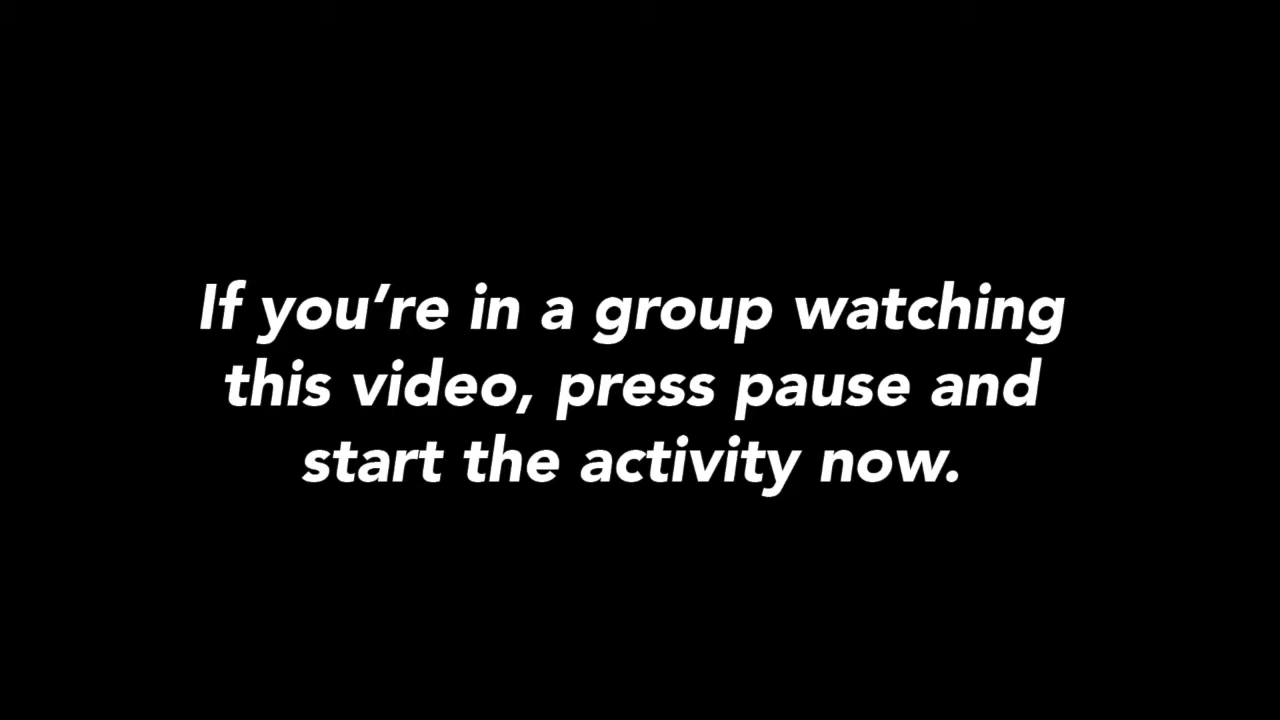 If you’re in a group watching
this video, press pause and
start the activity now.